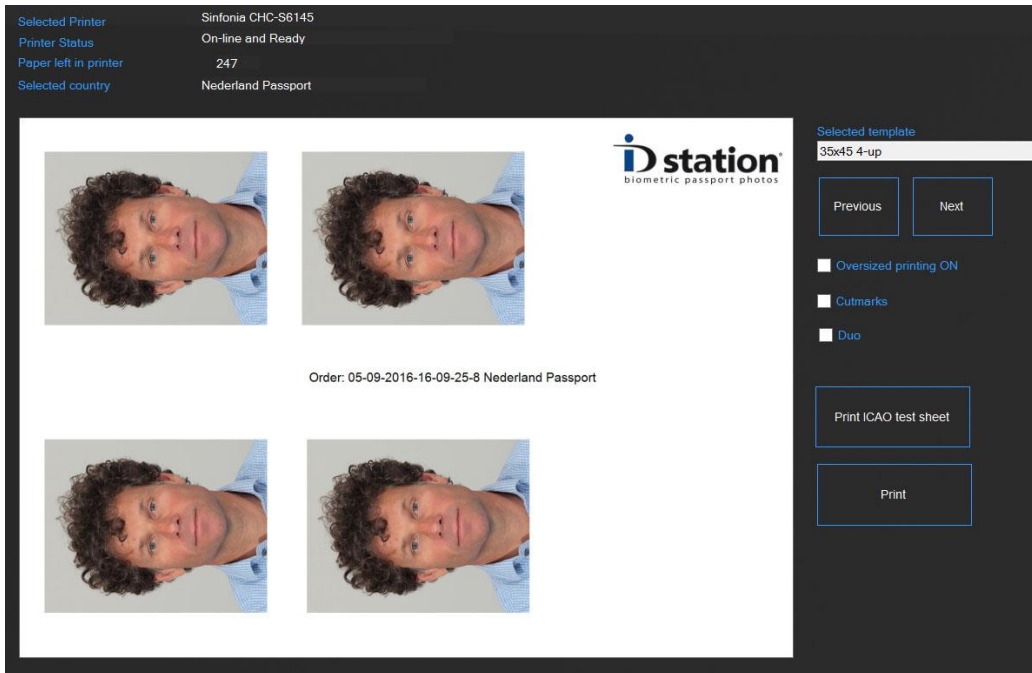 Selected Printer
Sinfonia CHC-S6145
Printer Status
On-line and Ready
Paper left in printer
247
Selected country
Nederland Passport
iD station
biometric passport photos
Order: 05-09-2016-16-09-25-8 Nederland Passport
Selected template
35x45 4-up
Previous
Next
Oversized printing ON
Cutmarks
Duo
Print ICAO test sheet
Print